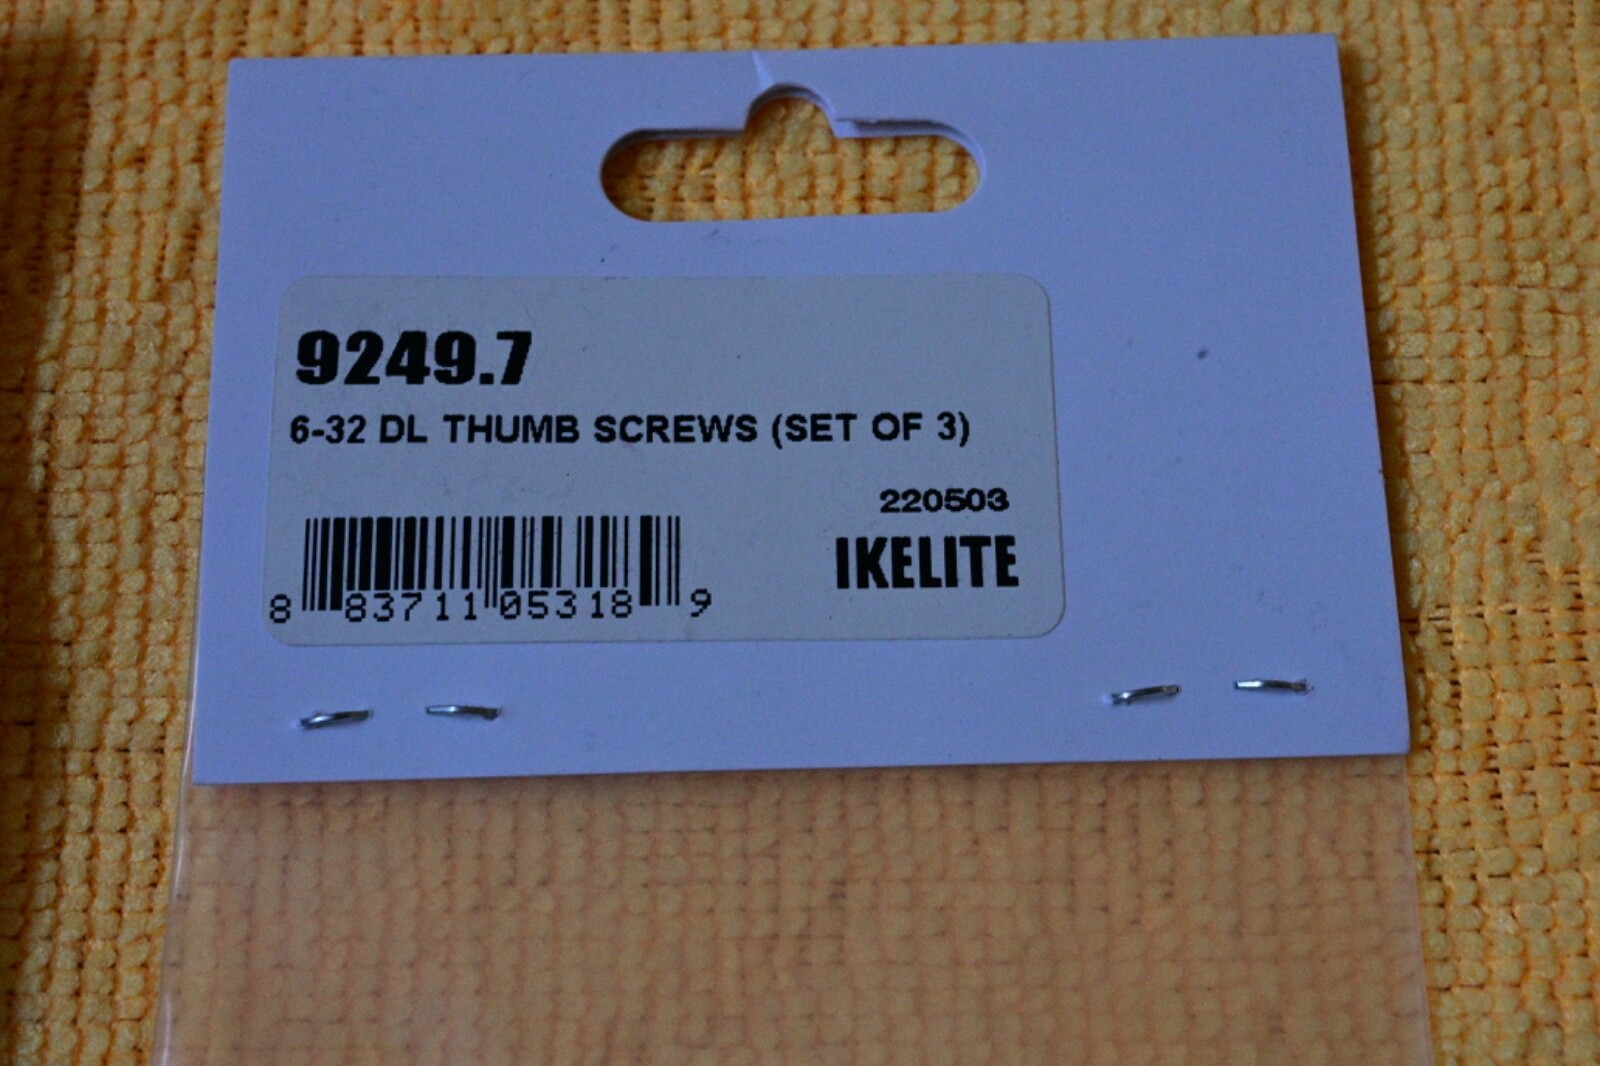 9249.7
6-32 DL THUMB SCREWS (SET OF 3)
220503
IKELITE
8 83711 05318 9